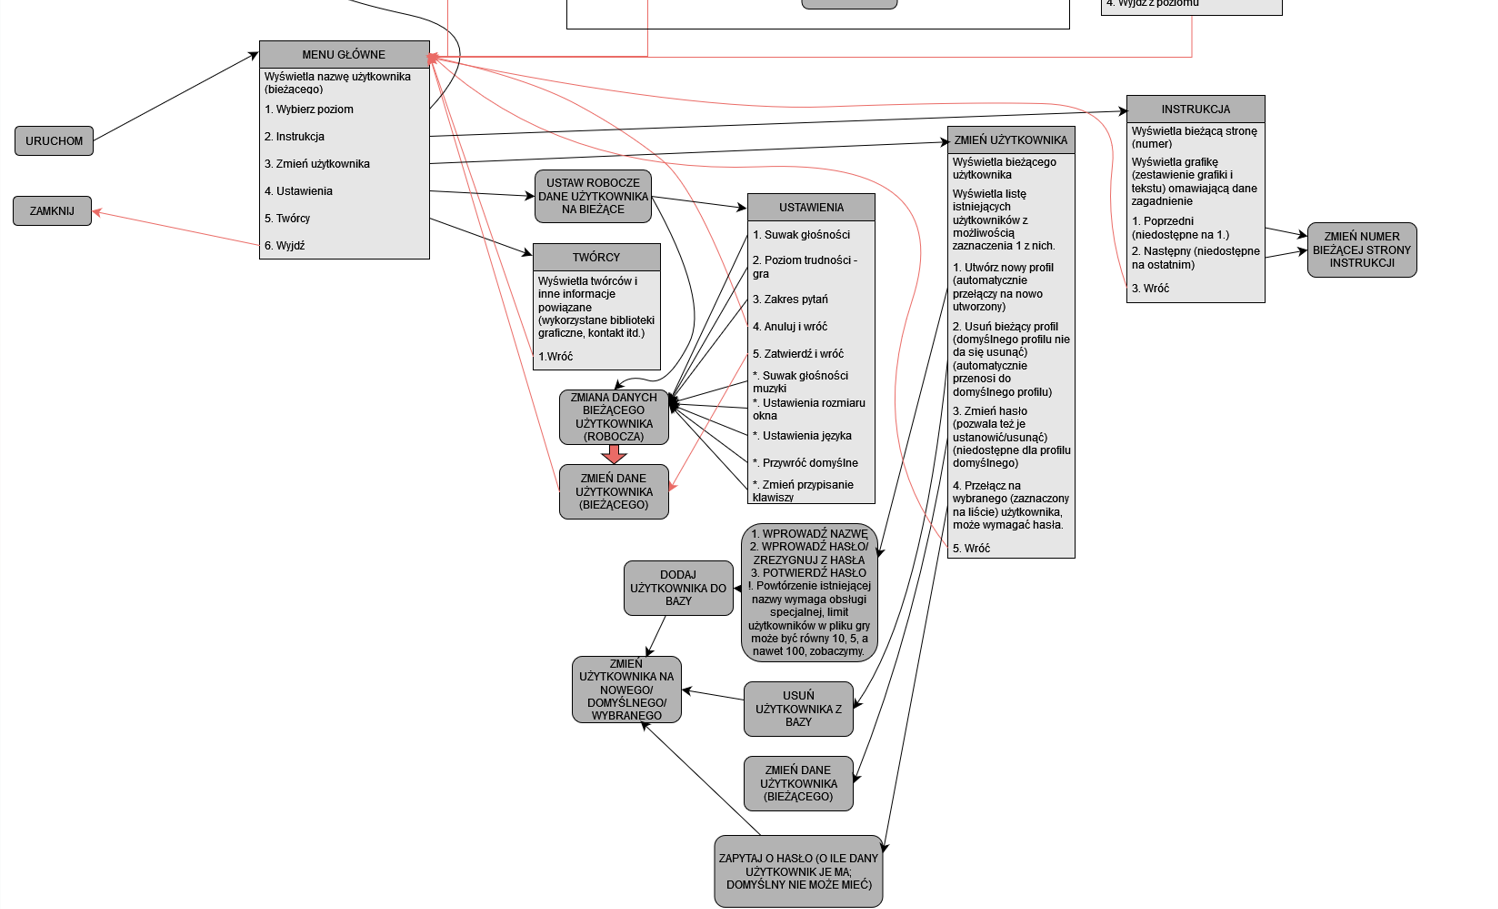 4. Wyjdź z poziomu
MENU GŁÓWNE
Wyświetla nazwę użytkownika
(bieżącego)
1. Wybierz poziom
2. Instrukcja
3. Zmień użytkownika
4. Ustawienia
5. Twórcy
6. Wyjdź
URUCHOM
ZAMKNIJ
USTAW ROBOCZE
DANE UŻYTKOWNIKA
NA BIEŻĄCE
TWÓRCY
Wyświetla twórców i
inne informacje
powiązane
(wykorzystane biblioteki
graficzne, kontakt itd.)
1.Wróć
USTAWIENIA
1. Suwak głośności
2. Poziom trudności -
gra
3. Zakres pytań
4. Anuluj i wróć
5. Zatwierdź i wróć
*. Suwak głośności
muzyki
*. Ustawienia rozmiaru
okna
*. Ustawienia języka
*. Przywróć domyślne
*. Zmień przypisanie
klawiszy
ZMIEŃ UŻYTKOWNIKA
Wyświetla bieżącego
użytkownika
Wyświetla listę
istniejących
użytkowników z
możliwością
zaznaczenia 1 z nich.
1. Utwórz nowy profil
(automatycznie
przełączy na nowo
utworzony)
2. Usuń bieżący profil
(domyślnego profilu nie
da się usunąć)
(automatycznie
przenosi do
domyślnego profilu)
3. Zmień hasło
(pozwala też je
ustanowić/usunąć)
(niedostępne dla profilu
domyślnego)
4. Przełącz na
wybranego (zaznaczony
na liście) użytkownika,
może wymagać hasła.
5. Wróć
INSTRUKCJA
Wyświetla bieżącą stronę
(numer)
Wyświetla grafikę
(zestawienie grafiki i
tekstu) omawiającą dane
zagadnienie
1. Poprzedni
(niedostępne na 1.)
2. Następny (niedostępne
na ostatnim)
3. Wróć
ZMIEŃ NUMER
BIEŻĄCEJ STRONY
INSTRUKCJI
ZMIANA DANYCH
BIEŻĄCEGO
UŻYTKOWNIKA
(ROBOCZA)
ZMIEŃ DANE
UŻYTKOWNIKA
(BIEŻĄCEGO)
1. WPROWADŹ NAZWĘ
2. WPROWADŹ HASŁO/
ZREZYGNUJ Z HASŁA
3. POTWIERDŹ HASŁO
!. Powtórzenie istniejącej
nazwy wymaga obsługi
specjalnej, limit
użytkowników w pliku gry
może być równy 10, 5, a
nawet 100, zobaczymy.
DODAJ
UŻYTKOWNIKA DO
BAZY
ZMIEŃ
UŻYTKOWNIKA NA
NOWEGO/
DOMYŚLNEGO/
WYBRANEGO
USUŃ
UŻYTKOWNIKA Z
BAZY
ZMIEŃ DANE
UŻYTKOWNIKA
(BIEŻĄCEGO)
ZAPYTAJ O HASŁO (O ILE DANY
UŻYTKOWNIK JE MA;
DOMYŚLNY NIE MOŻE MIEĆ)